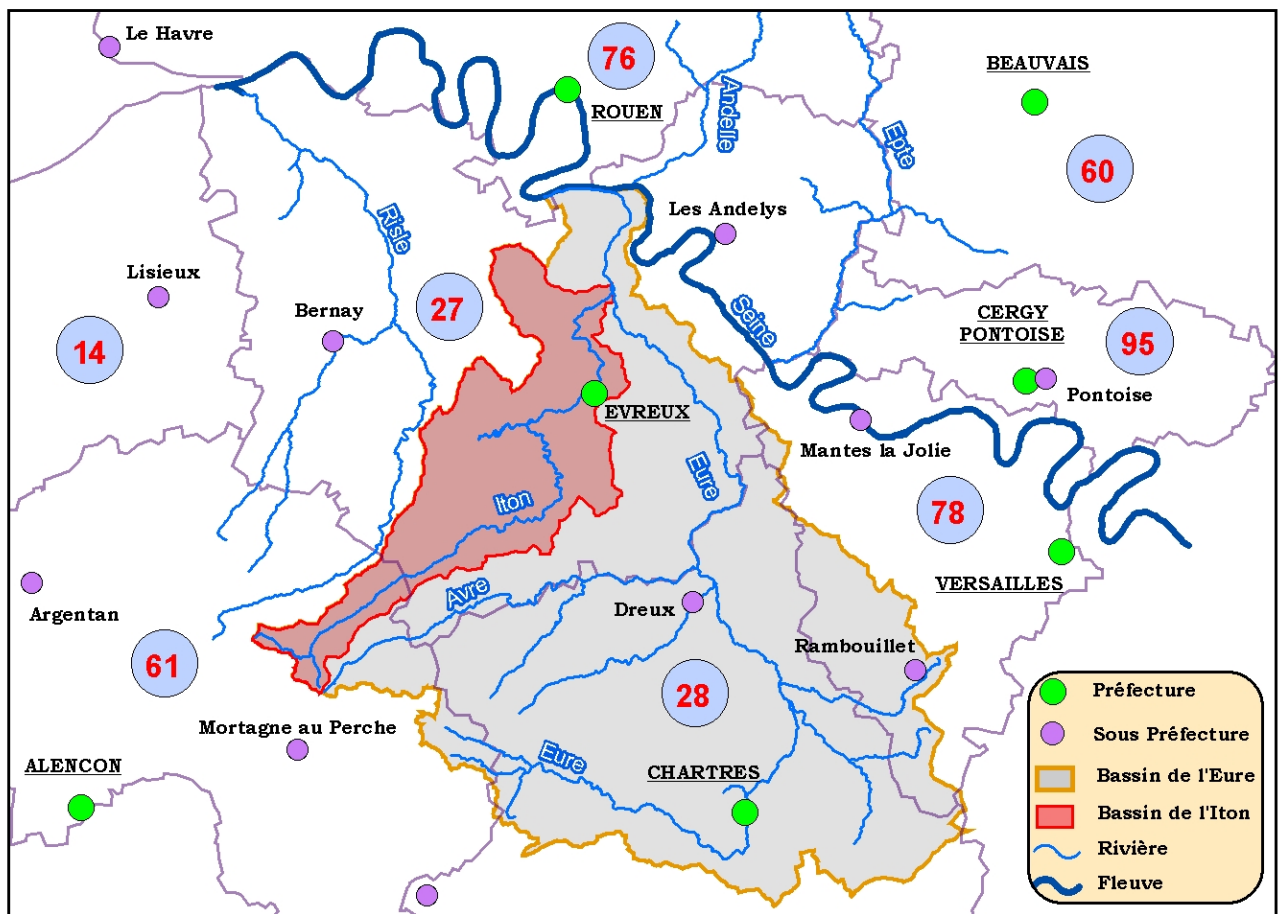 Le Havre
76
ROUEN
BEAUVAIS
Andelle
Epte
60
Les Andelys
Risle
Lisieux
Bernay
27
14
Seine
CERGY
PONTOISE
95
Pontoise
EVREUX
Mantes la Jolie
Eure
Iton
78
VERSAILLES
Argentan
Avre
Dreux
61
Rambouillet
28
Mortagne au Perche
Eure
ALENCON
CHARTRES
Préfecture
Sous Préfecture
Bassin de l'Eure
Bassin de l'Iton
Rivière
Fleuve